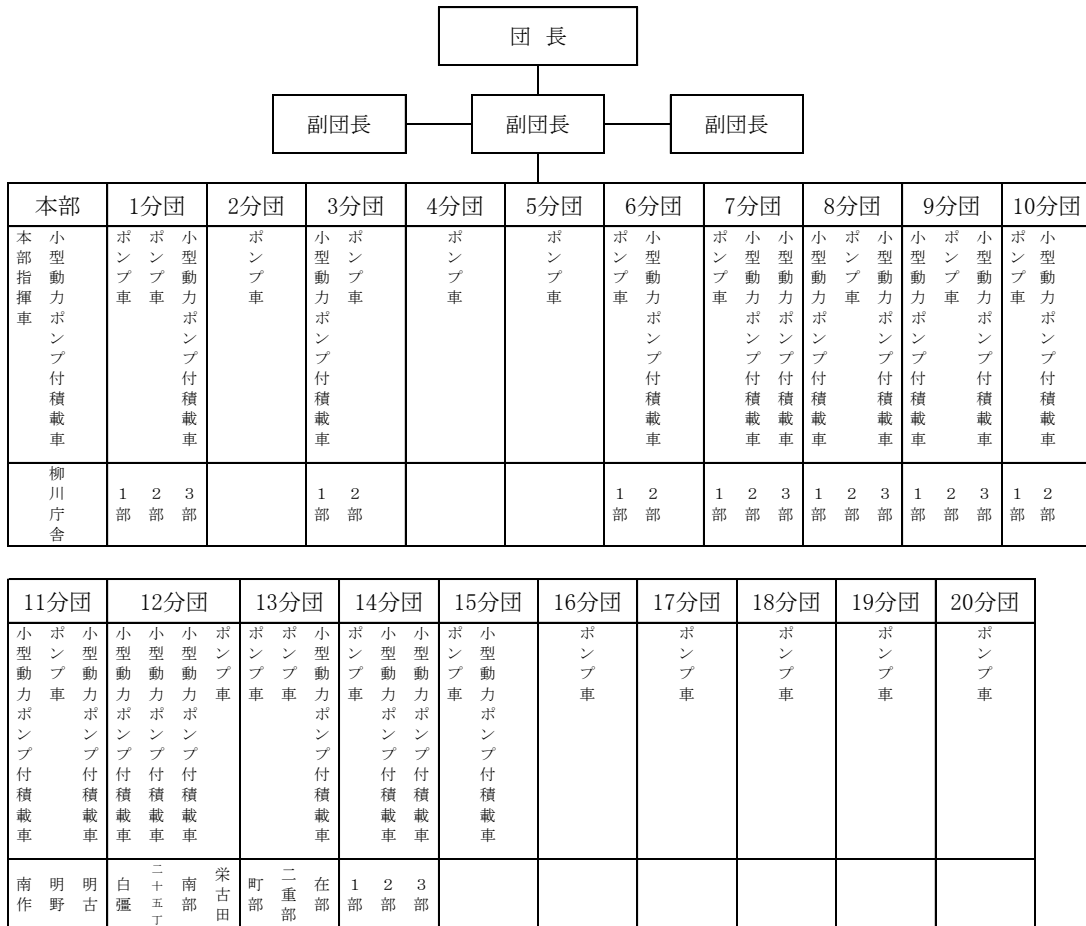 団 長
副団長 副団長 副団長
本部 1分団 2分団 3分団 4分団 5分団 6分団 7分団 8分団 9分団 10分団
本部指揮車
小型動力ポンプ付積載車
ポンプ車
ポンプ車
小型動力ポンプ付積載車
ポンプ車
小型動力ポンプ付積載車
ポンプ車
ポンプ車
ポンプ車
ポンプ車
小型動力ポンプ付積載車
ポンプ車
小型動力ポンプ付積載車
小型動力ポンプ付積載車
小型動力ポンプ付積載車
ポンプ車
小型動力ポンプ付積載車
小型動力ポンプ付積載車
ポンプ車
小型動力ポンプ付積載車
ポンプ車
小型動力ポンプ付積載車
柳川庁舎
1部
2部
3部
1部
2部
1部
2部
1部
2部
3部
1部
2部
3部
1部
2部
3部
1部
2部
11分団 12分団 13分団 14分団 15分団 16分団 17分団 18分団 19分団 20分団
小型動力ポンプ付積載車
ポンプ車
小型動力ポンプ付積載車
小型動力ポンプ付積載車
小型動力ポンプ付積載車
小型動力ポンプ付積載車
ポンプ車
ポンプ車
ポンプ車
小型動力ポンプ付積載車
ポンプ車
小型動力ポンプ付積載車
小型動力ポンプ付積載車
ポンプ車
小型動力ポンプ付積載車
ポンプ車
ポンプ車
ポンプ車
ポンプ車
ポンプ車
南作
明野
明古
白彊
二十五丁
南部
栄古田
町部
二重部
在部
1部
2部
3部